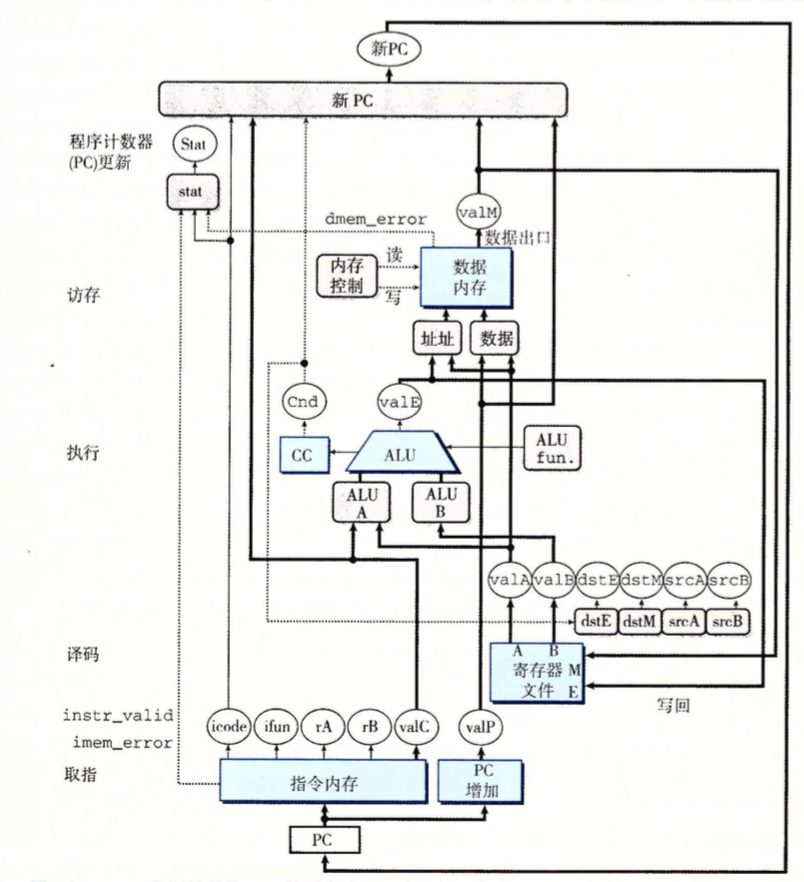 新PC
新 PC
程序计数器
(PC)更新
Stat
stat
dmem_error
valM
数据出口
内存
控制
读
写
数据
内存
访存
址址
数据
Cnd
valE
执行
CC
ALU
ALU
fun.
ALU
A
ALU
B
valA
valB
dstE
dstM
srcA
srcB
dstE
dstM
srcA
srcB
译码
A B
寄存器 M
文件 E
写回
instr_valid
imem_error
icode
ifun
rA
rB
valC
valP
取指
指令内存
PC
增加
PC